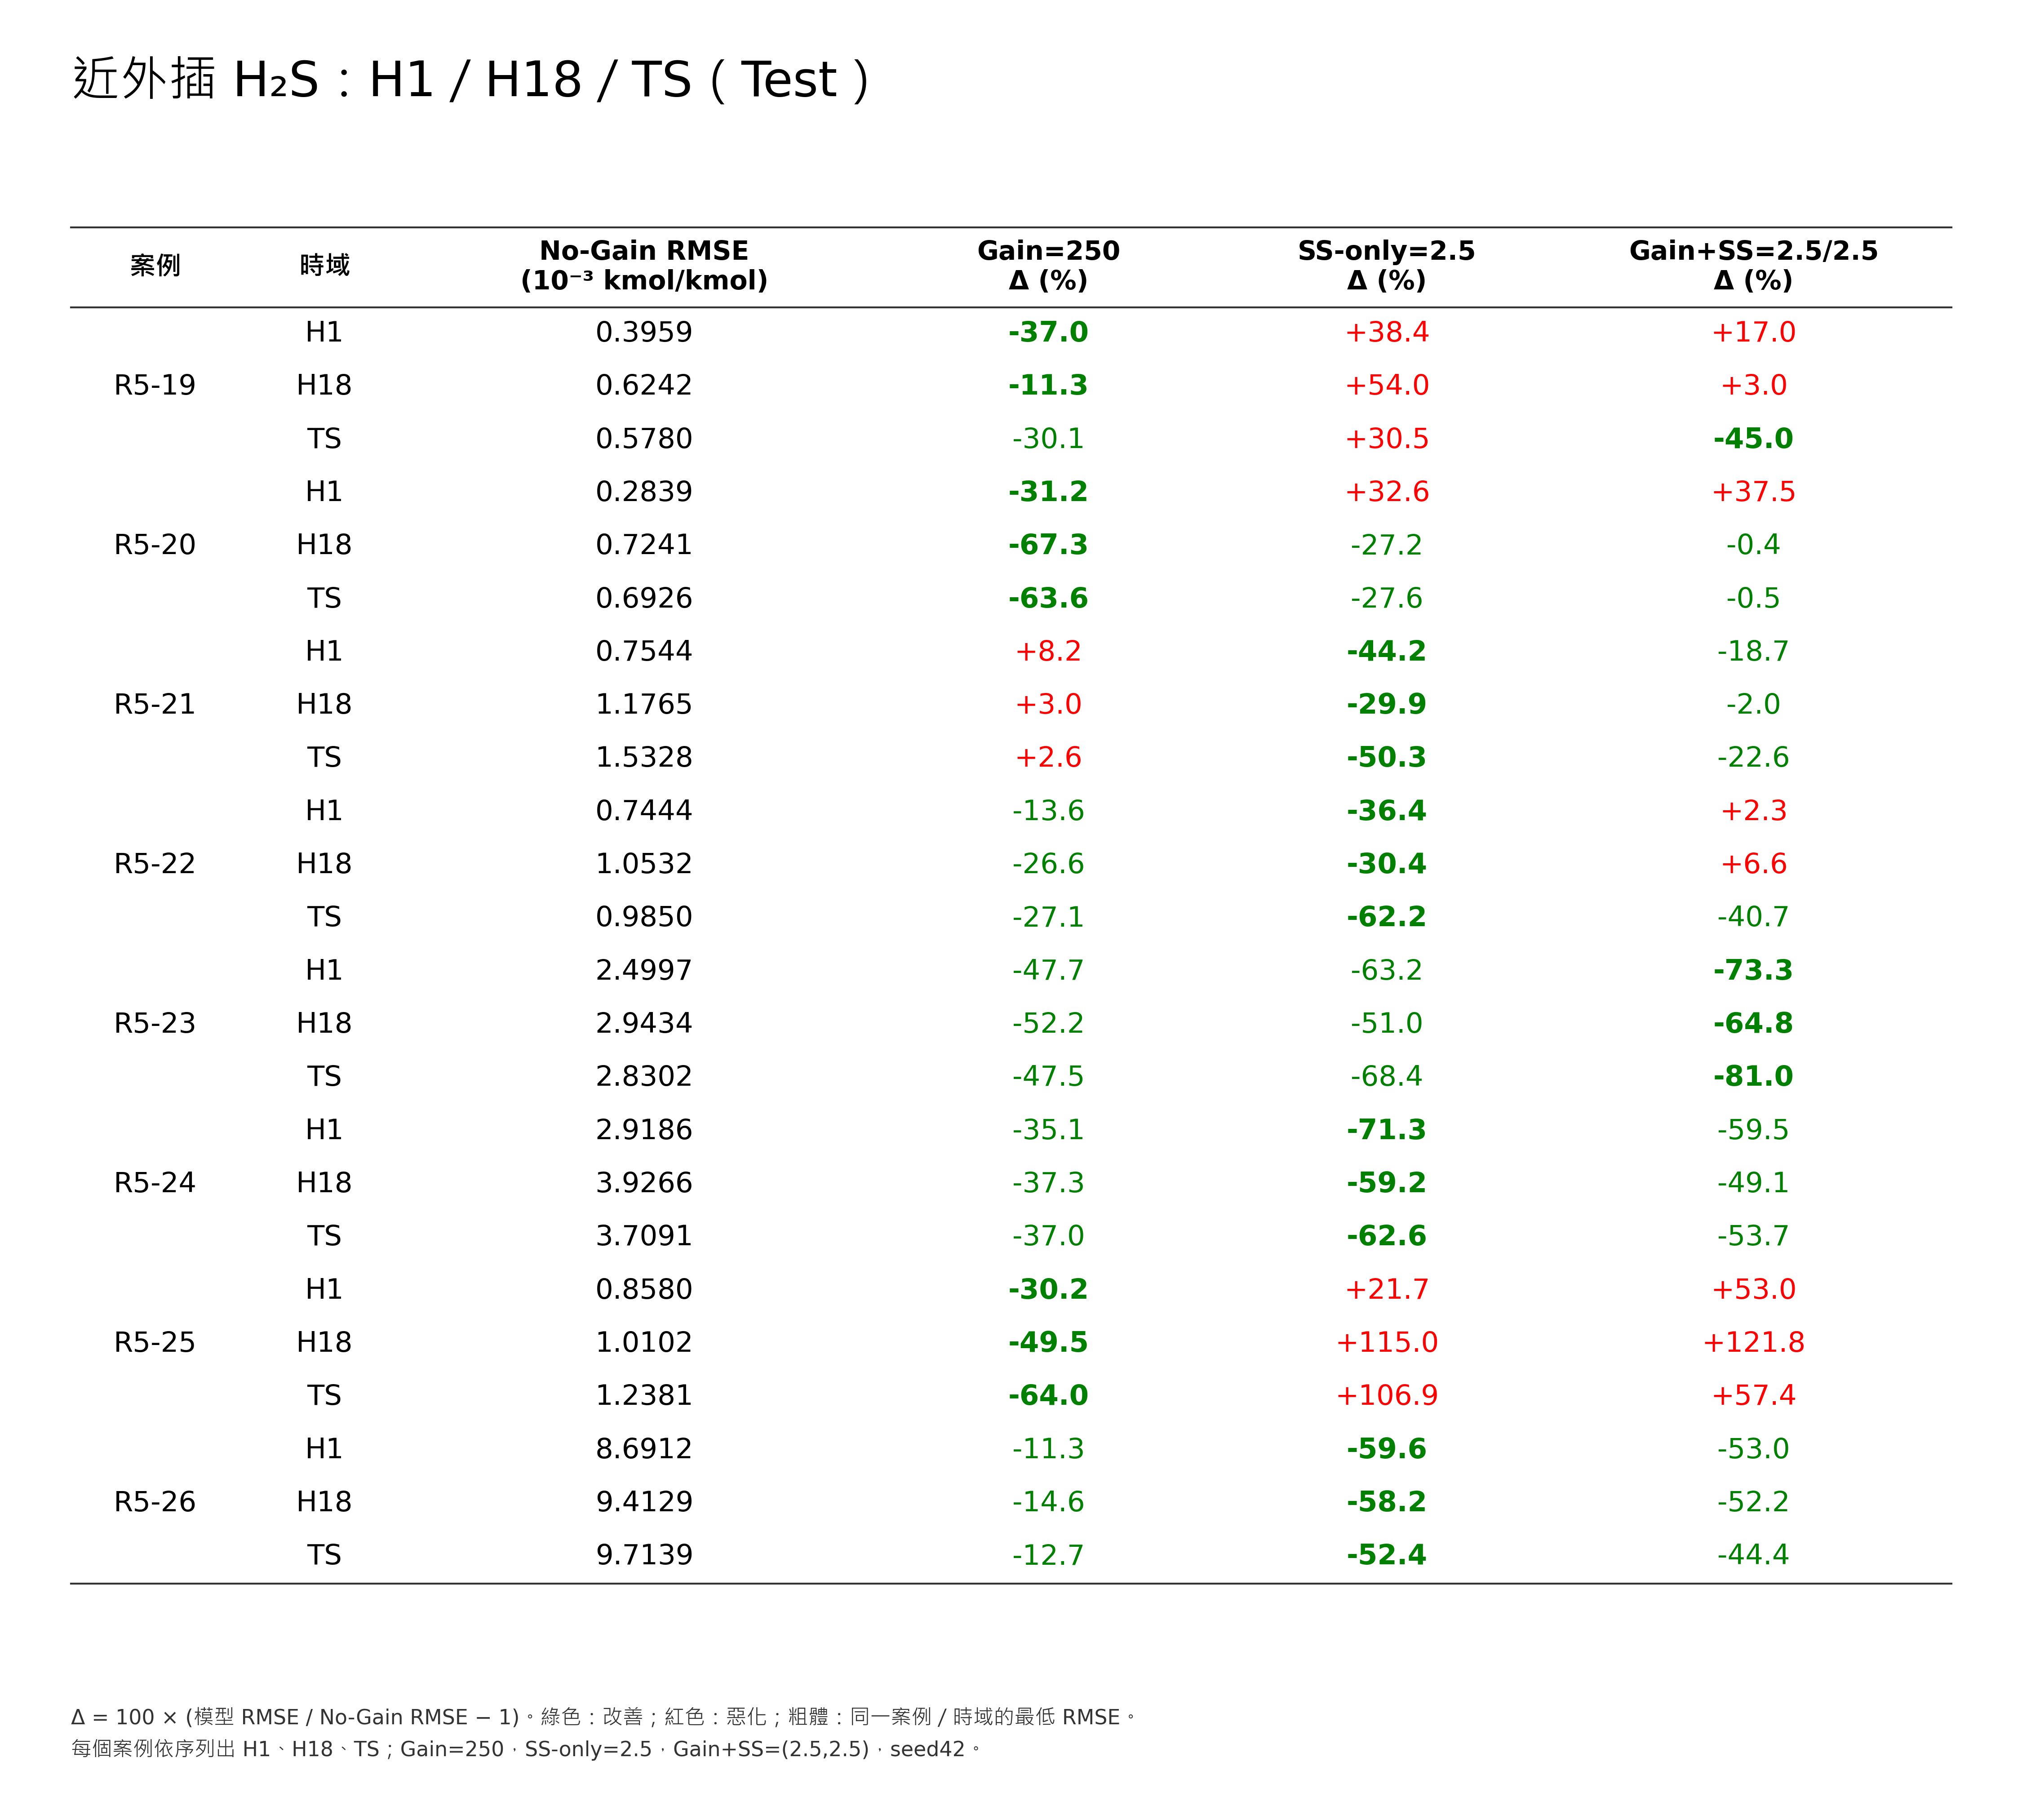 近外插 H₂S：H1 / H18 / TS（Test）
案例 時域 No-Gain RMSE (10⁻³ kmol/kmol) Gain=250 Δ (%) SS-only=2.5 Δ (%) Gain+SS=2.5/2.5 Δ (%)
H1 0.3959 -37.0 +38.4 +17.0
R5-19 H18 0.6242 -11.3 +54.0 +3.0
TS 0.5780 -30.1 +30.5 -45.0
H1 0.2839 -31.2 +32.6 +37.5
R5-20 H18 0.7241 -67.3 -27.2 -0.4
TS 0.6926 -63.6 -27.6 -0.5
H1 0.7544 +8.2 -44.2 -18.7
R5-21 H18 1.1765 +3.0 -29.9 -2.0
TS 1.5328 +2.6 -50.3 -22.6
H1 0.7444 -13.6 -36.4 +2.3
R5-22 H18 1.0532 -26.6 -30.4 +6.6
TS 0.9850 -27.1 -62.2 -40.7
H1 2.4997 -47.7 -63.2 -73.3
R5-23 H18 2.9434 -52.2 -51.0 -64.8
TS 2.8302 -47.5 -68.4 -81.0
H1 2.9186 -35.1 -71.3 -59.5
R5-24 H18 3.9266 -37.3 -59.2 -49.1
TS 3.7091 -37.0 -62.6 -53.7
H1 0.8580 -30.2 +21.7 +53.0
R5-25 H18 1.0102 -49.5 +115.0 +121.8
TS 1.2381 -64.0 +106.9 +57.4
H1 8.6912 -11.3 -59.6 -53.0
R5-26 H18 9.4129 -14.6 -58.2 -52.2
TS 9.7139 -12.7 -52.4 -44.4
Δ = 100 × (模型 RMSE / No-Gain RMSE − 1)。綠色：改善；紅色：惡化；粗體：同一案例 / 時域的最低 RMSE。
每個案例依序列出 H1、H18、TS；Gain=250 · SS-only=2.5 · Gain+SS=(2.5,2.5) · seed42。